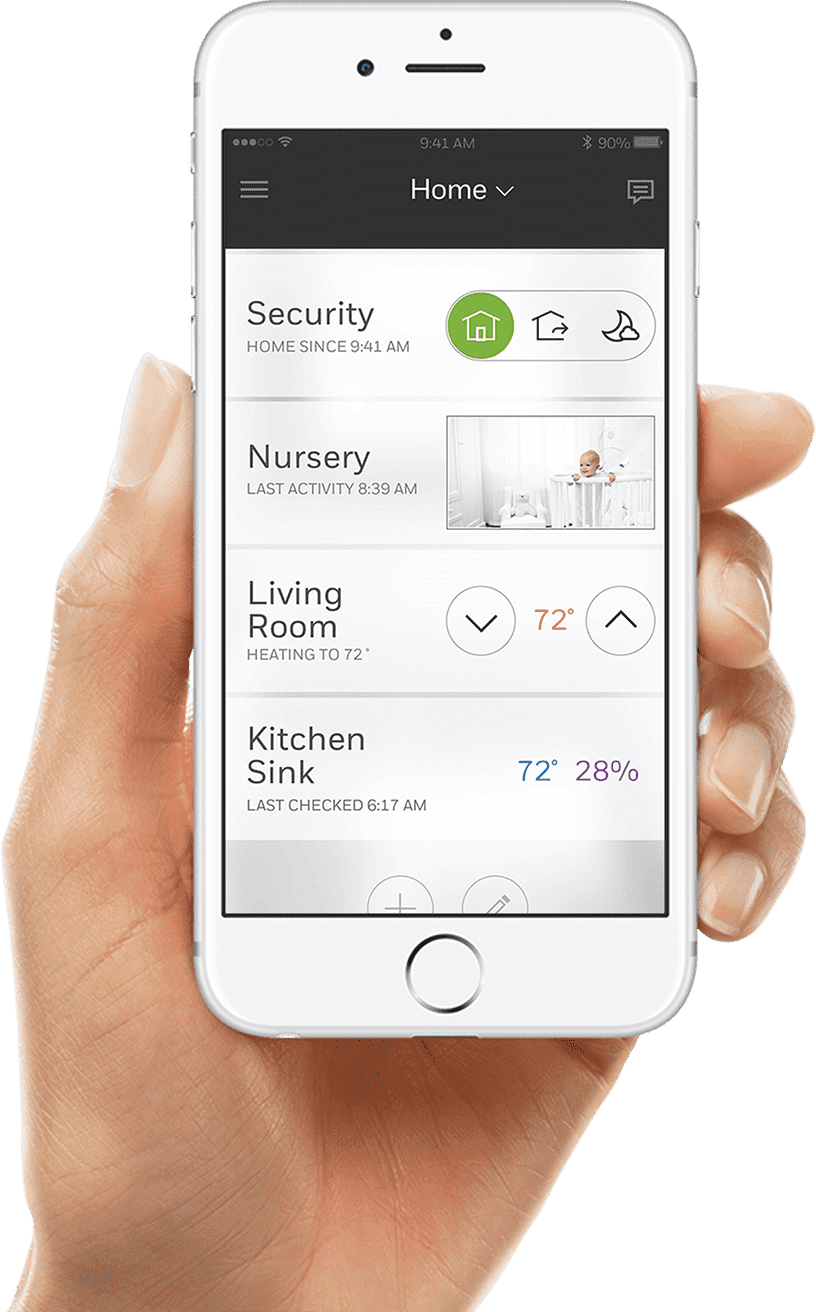 9:41 AM
90%
Home
Security
HOME SINCE 9:41 AM
Nursery
LAST ACTIVITY 8:39 AM
Living
Room
HEATING TO 72°
72°
Kitchen
Sink
LAST CHECKED 6:17 AM
72° 28%